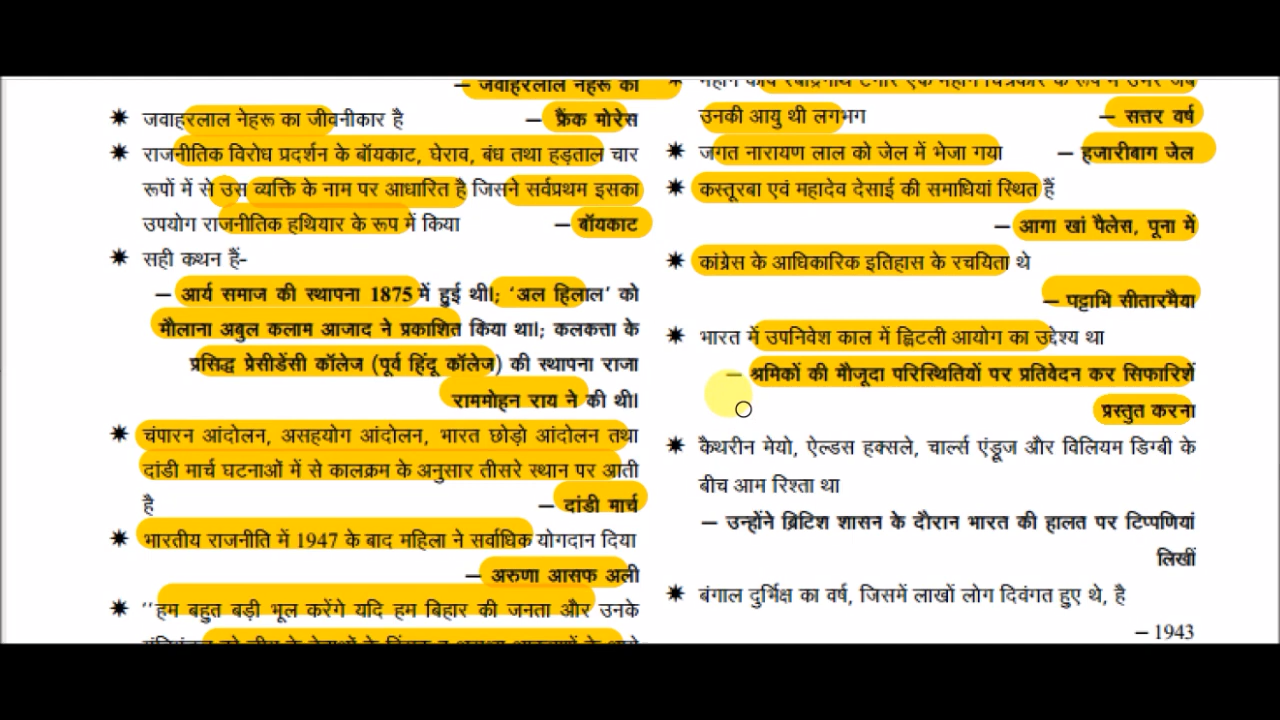 – जवाहरलाल नेहरू का
✷ जवाहरलाल नेहरू का जीवनीकार है – फ्रैंक मोरेस
✷ राजनीतिक विरोध प्रदर्शन के बॉयकाट, घेराव, बंध तथा हड़ताल चार
रूपों में से उस व्यक्ति के नाम पर आधारित है जिसने सर्वप्रथम इसका
उपयोग राजनीतिक हथियार के रूप में किया – बॉयकाट
✷ सही कथन हैं-
– आर्य समाज की स्थापना 1875 में हुई थी।; ‘अल हिलाल’ को
मौलाना अबुल कलाम आजाद ने प्रकाशित किया था।; कलकत्ता के
प्रसिद्ध प्रेसीडेंसी कॉलेज (पूर्व हिंदू कॉलेज) की स्थापना राजा
राममोहन राय ने की थी।
✷ चंपारन आंदोलन, असहयोग आंदोलन, भारत छोड़ो आंदोलन तथा
दांडी मार्च घटनाओं में से कालक्रम के अनुसार तीसरे स्थान पर आती
है – दांडी मार्च
✷ भारतीय राजनीति में 1947 के बाद महिला ने सर्वाधिक योगदान दिया
– अरुणा आसफ अली
✷ ‘‘हम बहुत बड़ी भूल करेंगे यदि हम बिहार की जनता और उनके
उनकी आयु थी लगभग – सत्तर वर्ष
✷ जगत नारायण लाल को जेल में भेजा गया – हजारीबाग जेल
✷ कस्तूरबा एवं महादेव देसाई की समाधियां स्थित हैं
– आगा खां पैलेस, पूना में
✷ कांग्रेस के आधिकारिक इतिहास के रचयिता थे
– पट्टाभि सीतारमैया
✷ भारत में उपनिवेश काल में ह्विटली आयोग का उद्देश्य था
– श्रमिकों की मौजूदा परिस्थितियों पर प्रतिवेदन कर सिफारिशें
प्रस्तुत करना
✷ कैथरीन मेयो, ऐल्डस हक्सले, चार्ल्स एंड्रूज और विलियम डिग्बी के
बीच आम रिश्ता था
– उन्होंने ब्रिटिश शासन के दौरान भारत की हालत पर टिप्पणियां
लिखीं
✷ बंगाल दुर्भिक्ष का वर्ष, जिसमें लाखों लोग दिवंगत हुए थे, है
– 1943